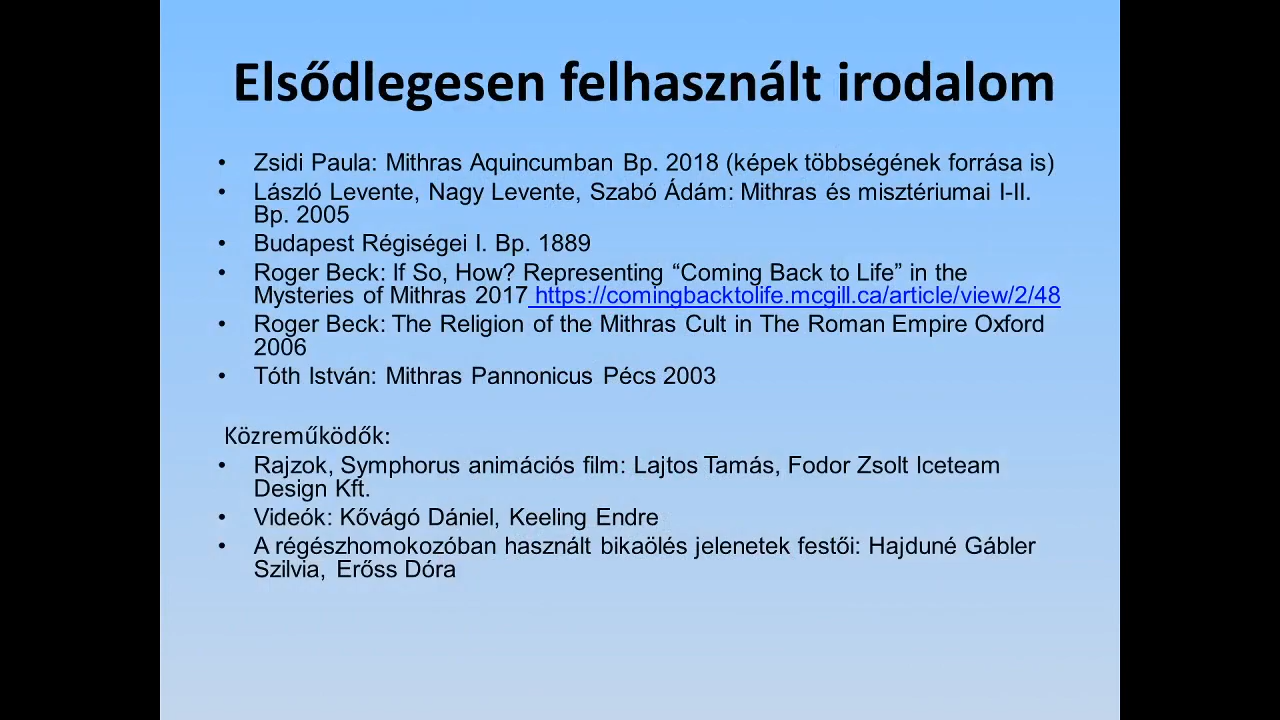 Elsődlegesen felhasznált irodalom
• Zsidi Paula: Mithras Aquincumban Bp. 2018 (képek többségének forrása is)
• László Levente, Nagy Levente, Szabó Ádám: Mithras és misztériumai I-II.
Bp. 2005
• Budapest Régiségei I. Bp. 1889
• Roger Beck: If So, How? Representing “Coming Back to Life” in the
Mysteries of Mithras 2017 https://comingbacktolife.mcgill.ca/article/view/2/48
• Roger Beck: The Religion of the Mithras Cult in The Roman Empire Oxford
2006
• Tóth István: Mithras Pannonicus Pécs 2003
Közreműködők:
• Rajzok, Symphorus animációs film: Lajtos Tamás, Fodor Zsolt Iceteam
Design Kft.
• Videók: Kővágó Dániel, Keeling Endre
• A régészhomokozóban használt bikaölés jelenetek festői: Hajduné Gábler
Szilvia, Erőss Dóra